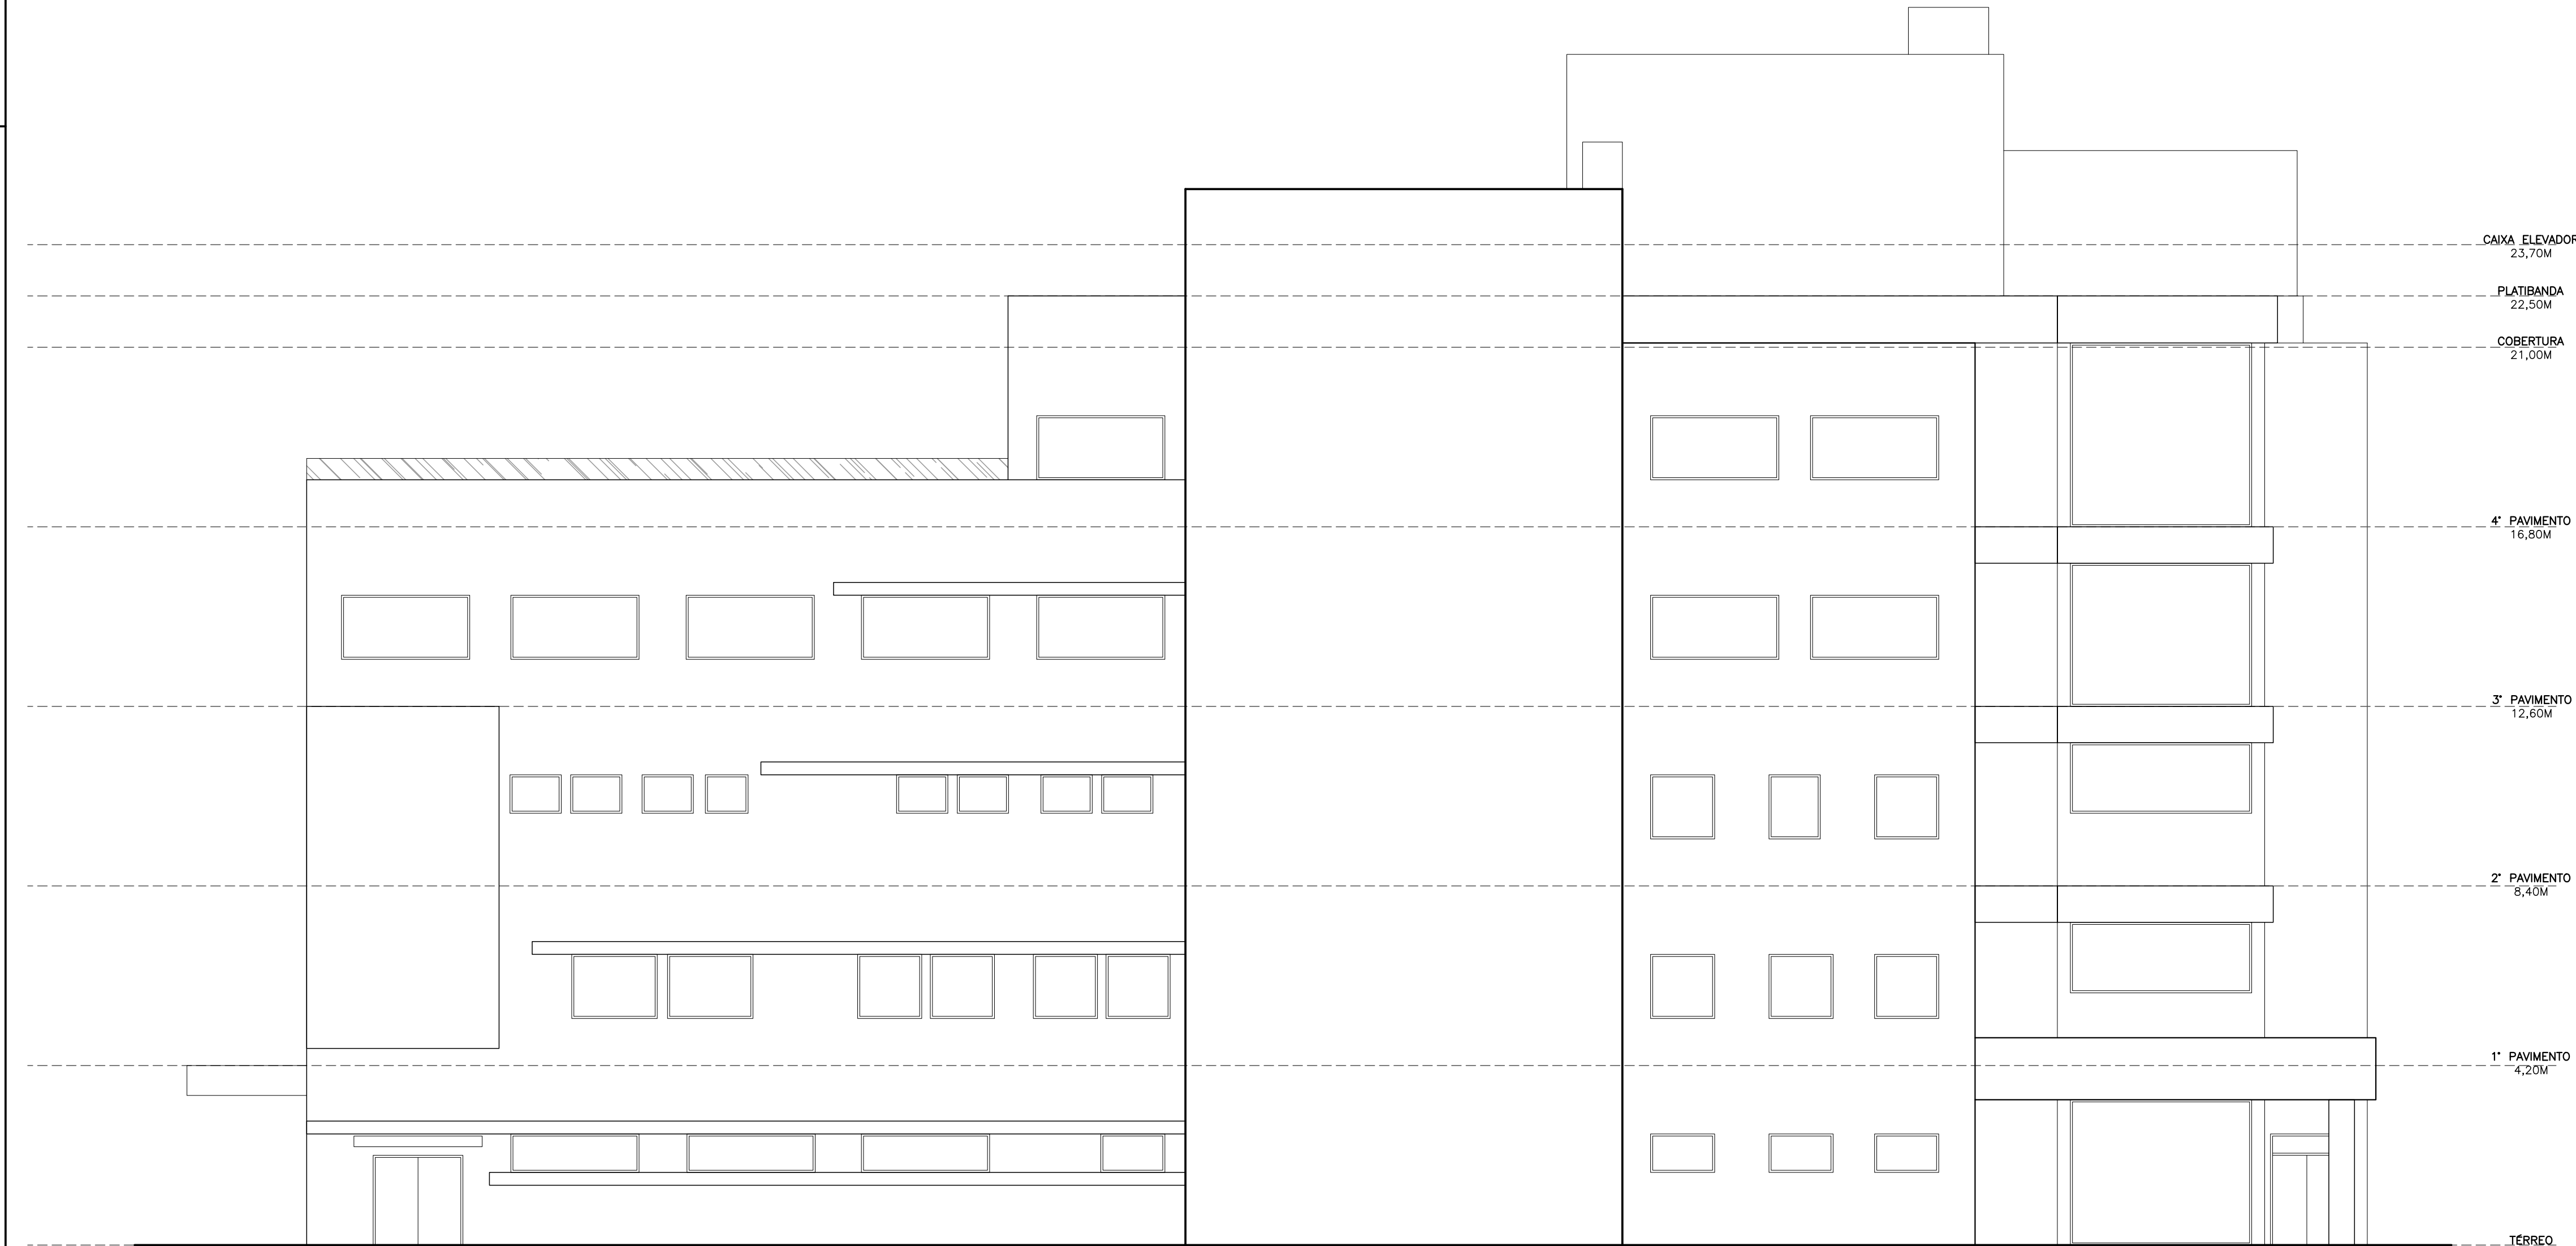 CAIXA ELEVADOR
23,70M
PLATIBANDA
22,50M
COBERTURA
21,00M
4° PAVIMENTO
16,80M
3° PAVIMENTO
12,60M
2° PAVIMENTO
8,40M
1° PAVIMENTO
4,20M
TÉRREO